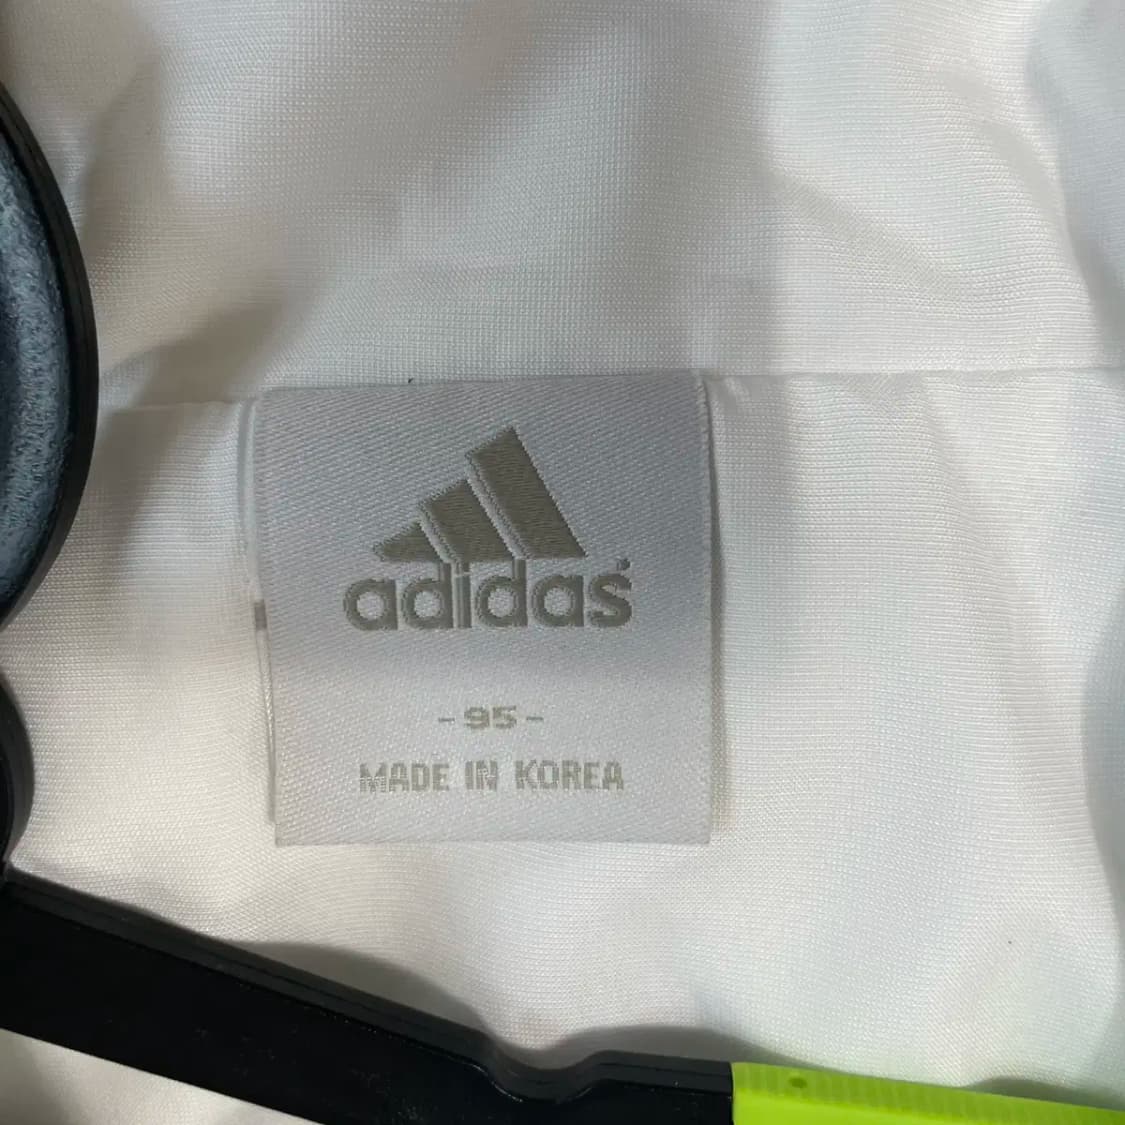 adidas
- 95 -
MADE IN KOREA